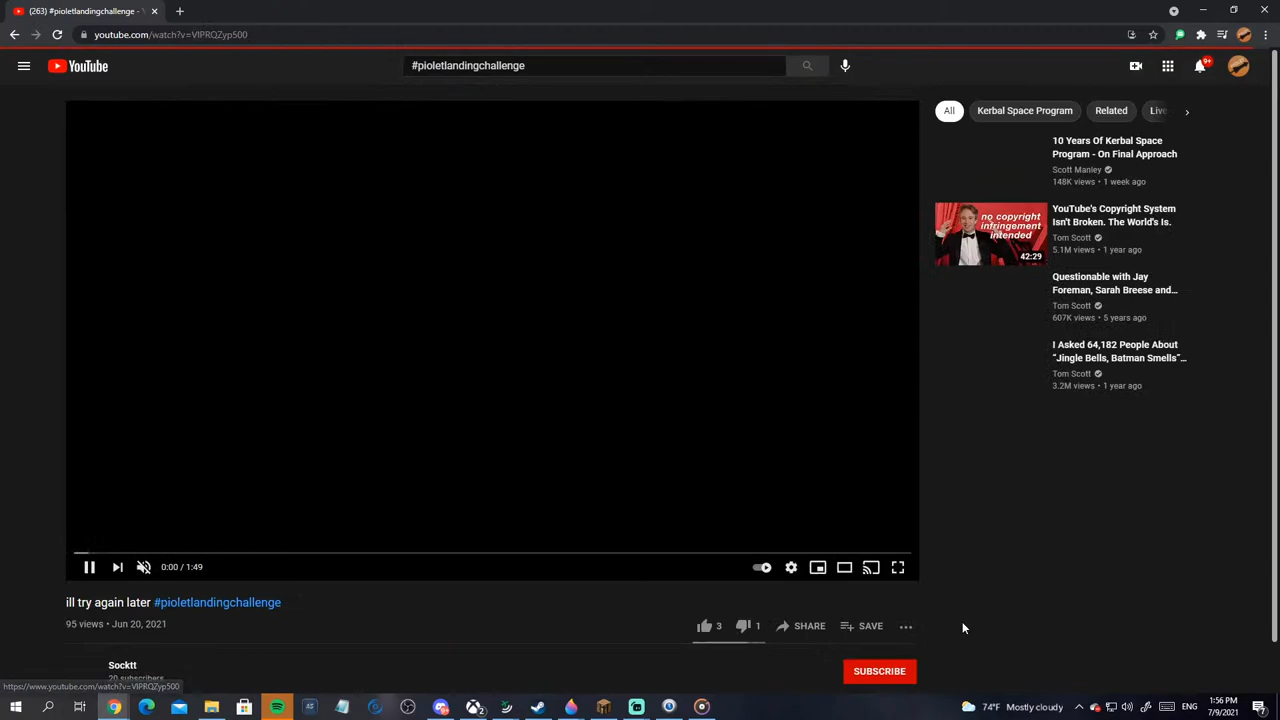 (263) #pioletlandingchallenge - Y
youtube.com/watch?v=VIPRQZyp500
YouTube
#pioletlandingchallenge
9+
All
Kerbal Space Program
Related
Live
10 Years Of Kerbal Space
Program - On Final Approach
Scott Manley
148K views • 1 week ago
no copyright
infringement
intended
42:29
YouTube's Copyright System
Isn't Broken. The World's Is.
Tom Scott
5.1M views • 1 year ago
Questionable with Jay
Foreman, Sarah Breese and...
Tom Scott
607K views • 5 years ago
I Asked 64,182 People About
“Jingle Bells, Batman Smells”...
Tom Scott
3.2M views • 1 year ago
0:00 / 1:49
ill try again later #pioletlandingchallenge
95 views • Jun 20, 2021
3
1
SHARE
SAVE
Socktt
20 subscribers
SUBSCRIBE
https://www.youtube.com/watch?v=VIPRQZyp500
74°F Mostly cloudy
ENG
1:56 PM
7/9/2021